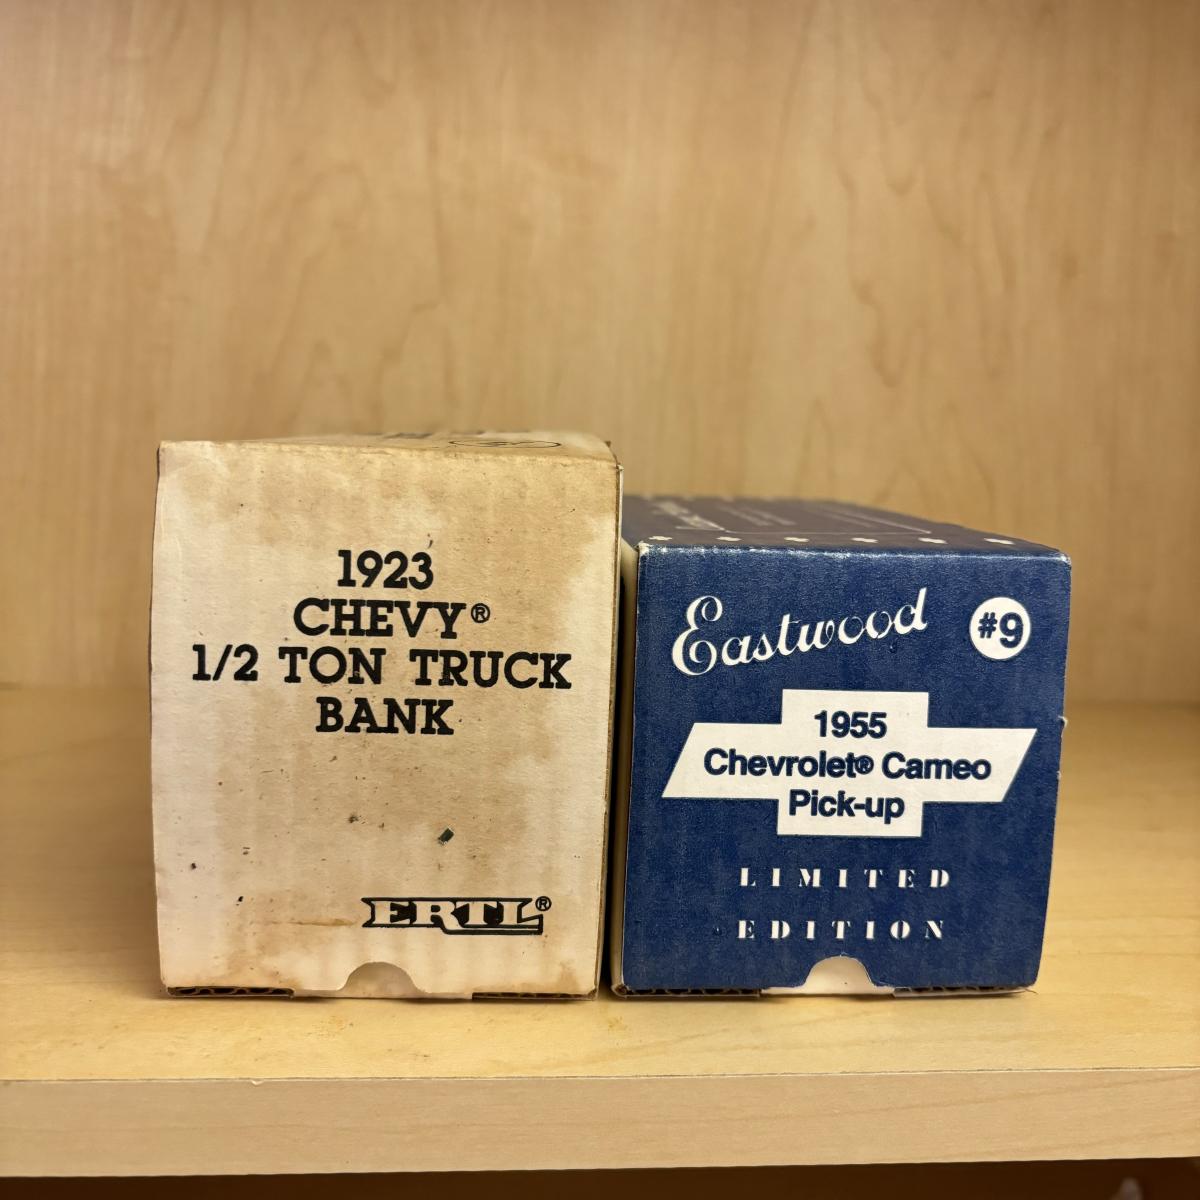 1923
CHEVY®
1/2 TON TRUCK
BANK
ERTL®
Eastwood
#9
1955
Chevrolet® Cameo
Pick-up
LIMITED
EDITION